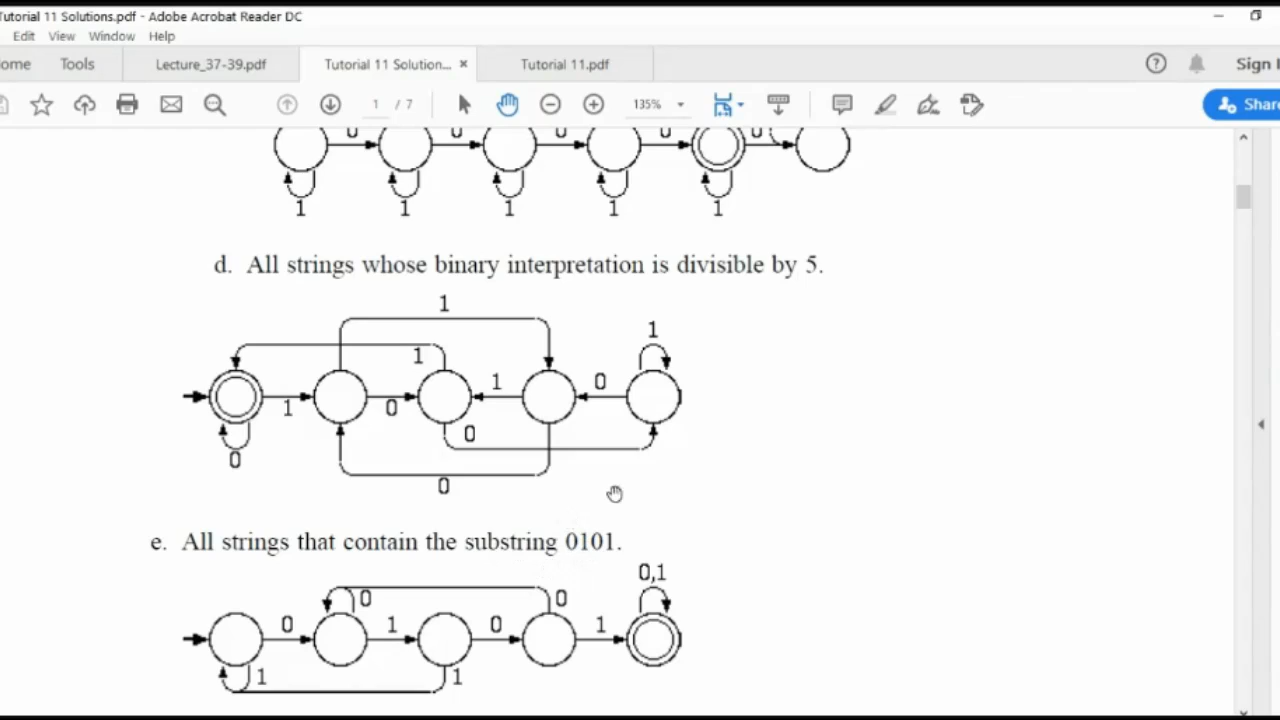 Tutorial 11 Solutions.pdf - Adobe Acrobat Reader DC
Edit View Window Help
ome Tools Lecture_37-39.pdf Tutorial 11 Solution... × Tutorial 11.pdf Sign I
1 / 7 135% Share
0 0 0 0 0
1 1 1 1 1
d. All strings whose binary interpretation is divisible by 5.
1
1 1
1 0 1 0
0 0
0
e. All strings that contain the substring 0101.
0,1
0 0
0 1 0 1
1 1